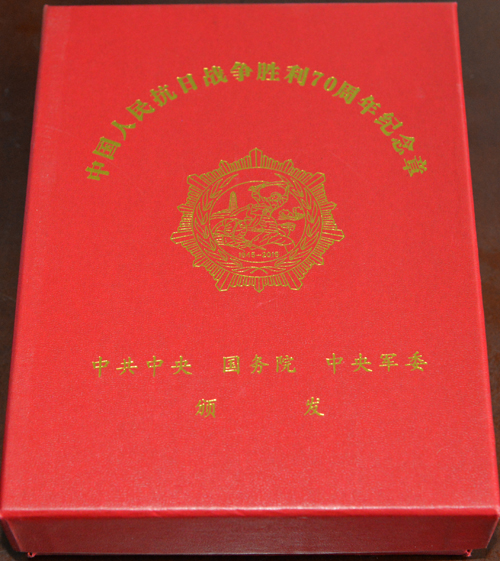 中国人民抗日战争胜利70周年纪念章
1945-2015
中共中央 国务院 中央军委
颁 发